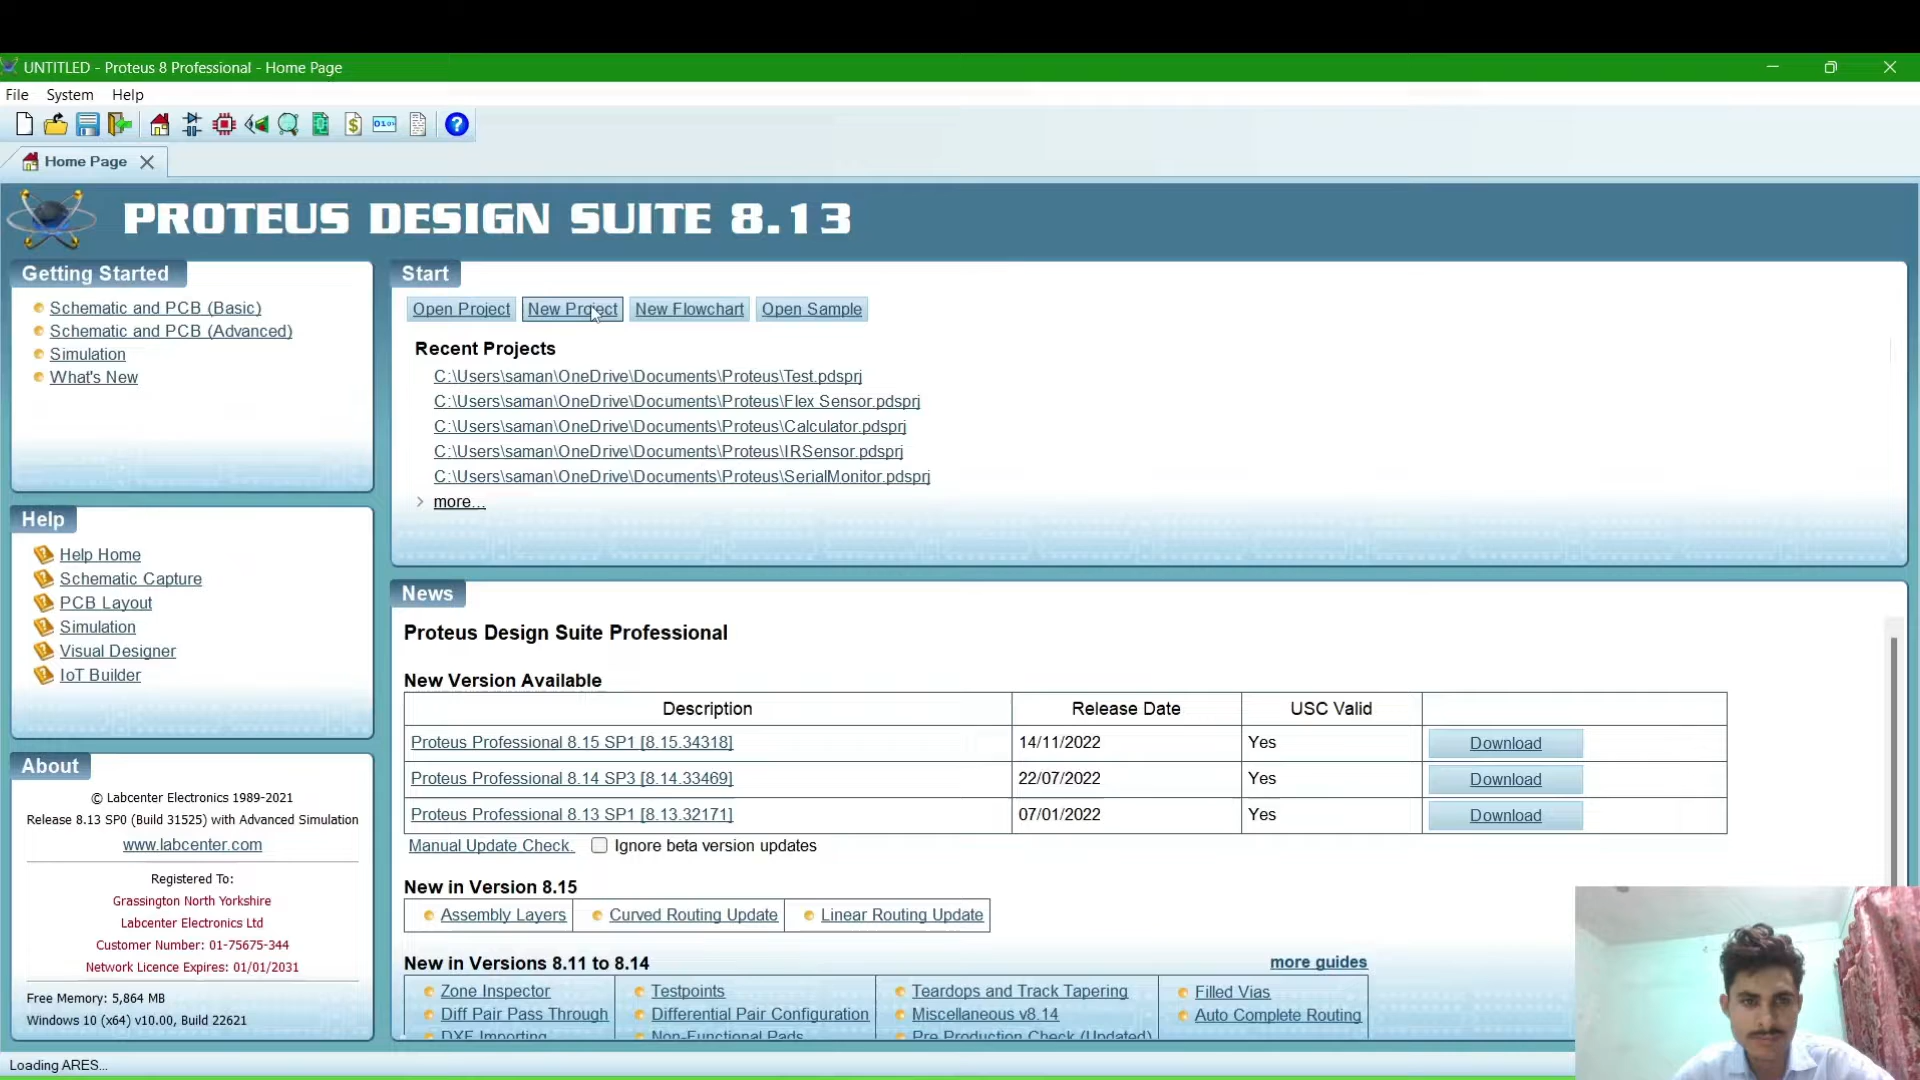 UNTITLED - Proteus 8 Professional - Home Page
File System Help
Home Page
PROTEUS DESIGN SUITE 8.13
Getting Started
Schematic and PCB (Basic)
Schematic and PCB (Advanced)
Simulation
What's New
Start
Open Project New Project New Flowchart Open Sample
Recent Projects
C:\Users\saman\OneDrive\Documents\Proteus\Test.pdsprj
C:\Users\saman\OneDrive\Documents\Proteus\Flex Sensor.pdsprj
C:\Users\saman\OneDrive\Documents\Proteus\Calculator.pdsprj
C:\Users\saman\OneDrive\Documents\Proteus\IRSensor.pdsprj
C:\Users\saman\OneDrive\Documents\Proteus\SerialMonitor.pdsprj
more...
Help
Help Home
Schematic Capture
PCB Layout
Simulation
Visual Designer
IoT Builder
News
Proteus Design Suite Professional
New Version Available
Description Release Date USC Valid
Proteus Professional 8.15 SP1 [8.15.34318] 14/11/2022 Yes Download
Proteus Professional 8.14 SP3 [8.14.33469] 22/07/2022 Yes Download
Proteus Professional 8.13 SP1 [8.13.32171] 07/01/2022 Yes Download
Manual Update Check. Ignore beta version updates
New in Version 8.15
Assembly Layers Curved Routing Update Linear Routing Update
New in Versions 8.11 to 8.14 more guides
Zone Inspector Testpoints Teardops and Track Tapering Filled Vias
Diff Pair Pass Through Differential Pair Configuration Miscellaneous v8.14 Auto Complete Routing
DXF Importing Non-Functional Pads Pre Production Check (Updated)
About
© Labcenter Electronics 1989-2021
Release 8.13 SP0 (Build 31525) with Advanced Simulation
www.labcenter.com
Registered To:
Grassington North Yorkshire
Labcenter Electronics Ltd
Customer Number: 01-75675-344
Network Licence Expires: 01/01/2031
Free Memory: 5,864 MB
Windows 10 (x64) v10.00, Build 22621
Loading ARES...